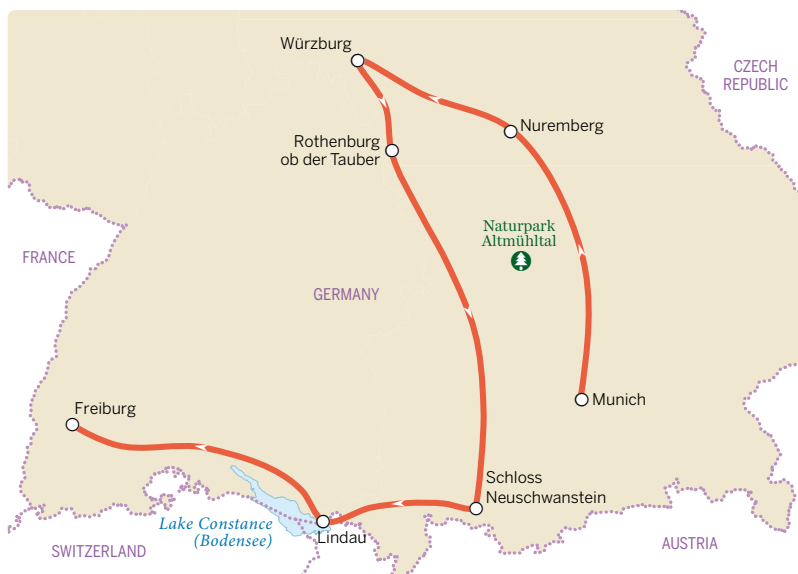 Würzburg
CZECH
REPUBLIC
Nuremberg
Rothenburg
ob der Tauber
Naturpark
Altmühltal
FRANCE
GERMANY
Freiburg
Munich
Schloss
Neuschwanstein
Lake Constance
(Bodensee)
Lindau
SWITZERLAND
AUSTRIA